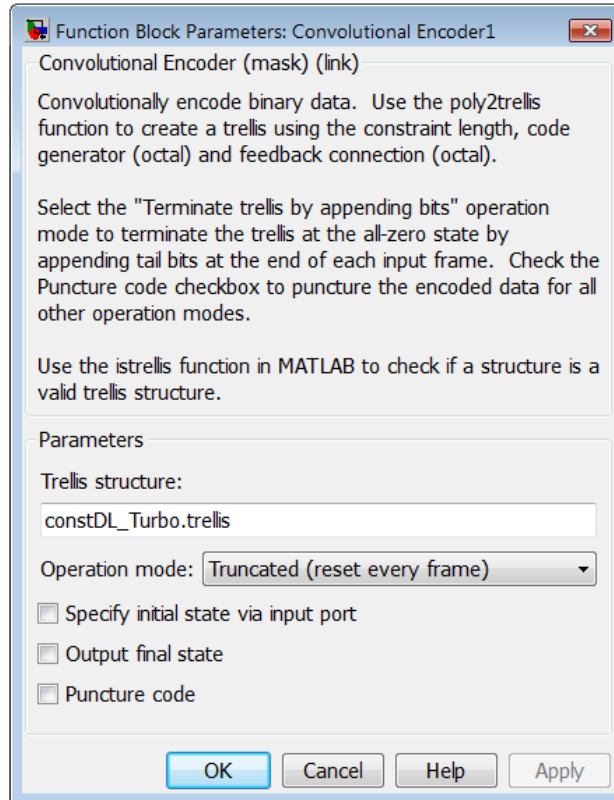 Function Block Parameters: Convolutional Encoder1
Convolutional Encoder (mask) (link)
Convolutionally encode binary data.  Use the poly2trellis
function to create a trellis using the constraint length, code
generator (octal) and feedback connection (octal).
Select the "Terminate trellis by appending bits" operation
mode to terminate the trellis at the all-zero state by
appending tail bits at the end of each input frame.  Check the
Puncture code checkbox to puncture the encoded data for all
other operation modes.
Use the istrellis function in MATLAB to check if a structure is a
valid trellis structure.
Parameters
Trellis structure:
constDL_Turbo.trellis
Operation mode: Truncated (reset every frame)
Specify initial state via input port
Output final state
Puncture code
OK Cancel Help Apply